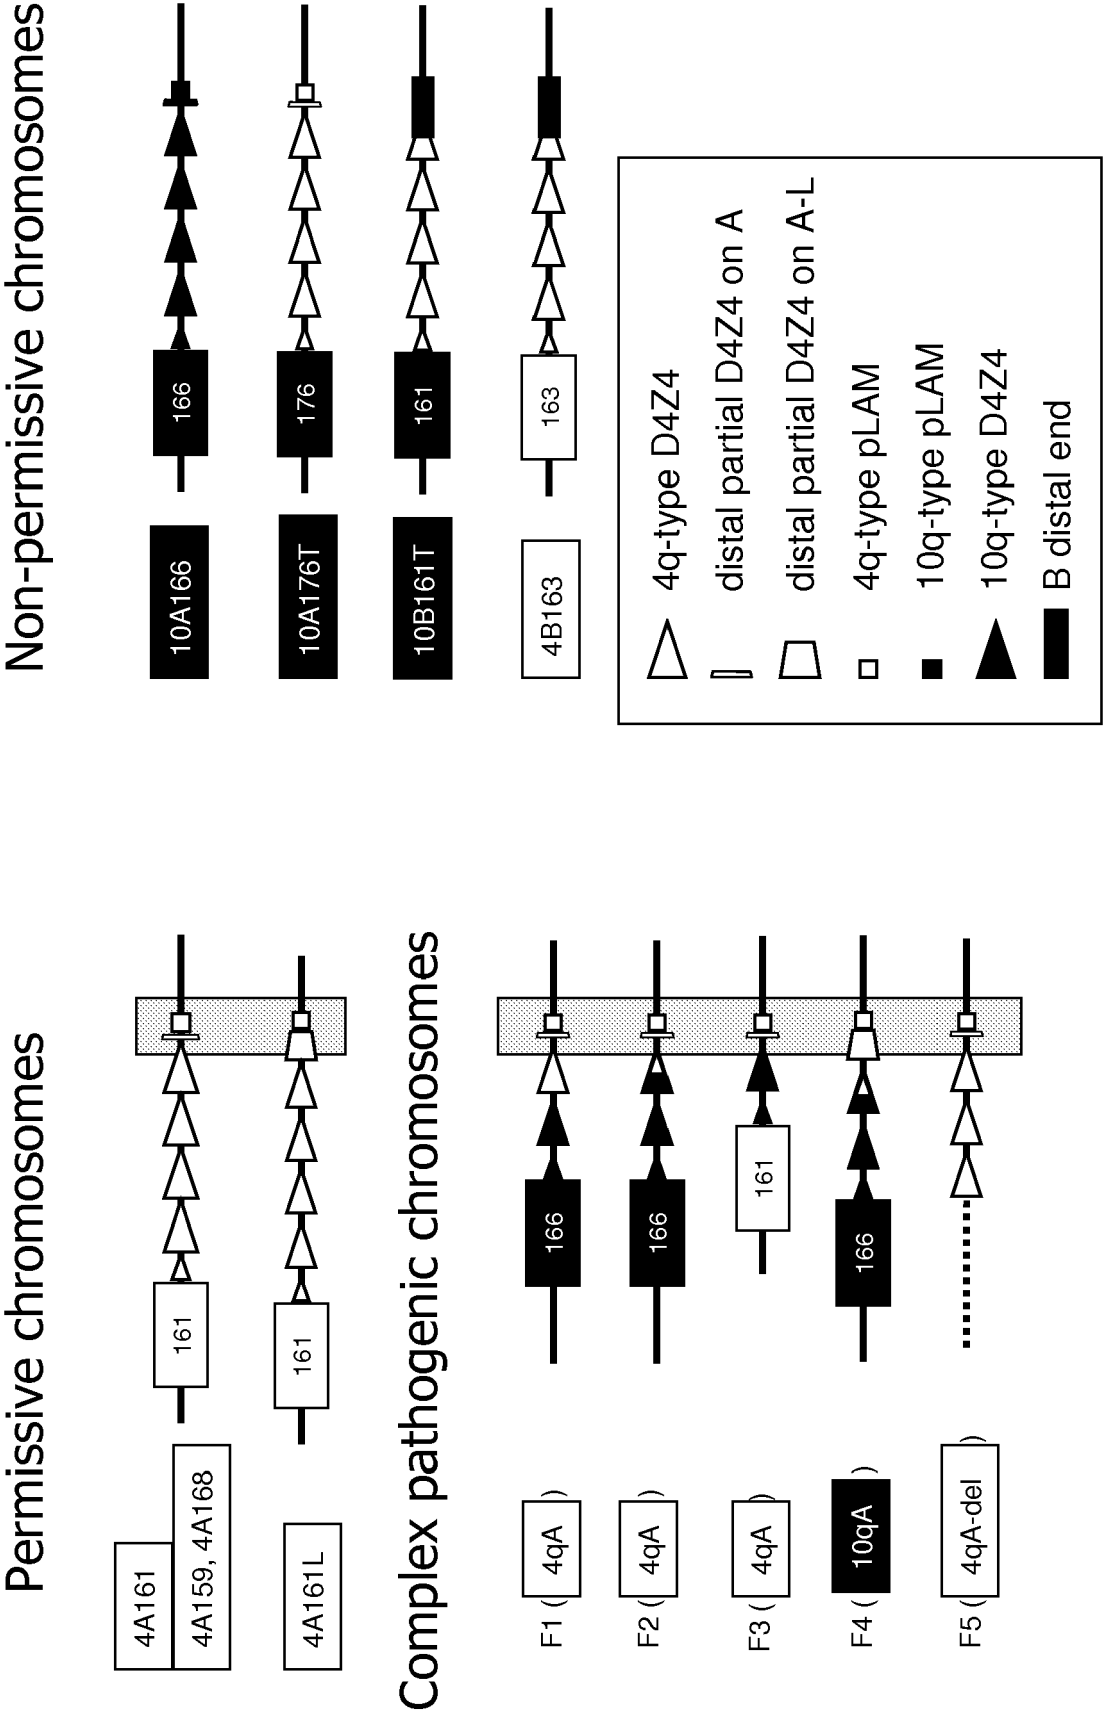 Permissive chromosomes
4A161
161
4A159, 4A168
4A161L
161
Complex pathogenic chromosomes
F1 (4qA)
166
F2 (4qA)
166
F3 (4qA)
161
F4 (10qA)
166
F5 (4qA-del)
Non-permissive chromosomes
10A166
166
10A176T
176
10B161T
161
4B163
163
4q-type D4Z4
distal partial D4Z4 on A
distal partial D4Z4 on A-L
4q-type pLAM
10q-type pLAM
10q-type D4Z4
B distal end